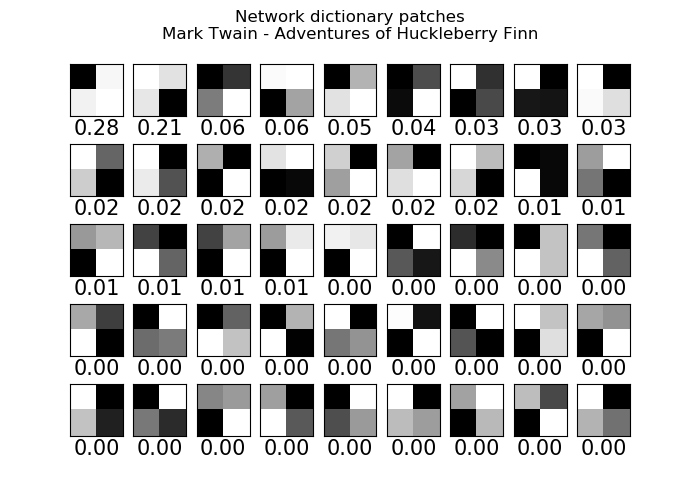 Network dictionary patches
Mark Twain - Adventures of Huckleberry Finn
0.28 0.21 0.06 0.06 0.05 0.04 0.03 0.03 0.03
0.02 0.02 0.02 0.02 0.02 0.02 0.02 0.01 0.01
0.01 0.01 0.01 0.01 0.00 0.00 0.00 0.00 0.00
0.00 0.00 0.00 0.00 0.00 0.00 0.00 0.00 0.00
0.00 0.00 0.00 0.00 0.00 0.00 0.00 0.00 0.00